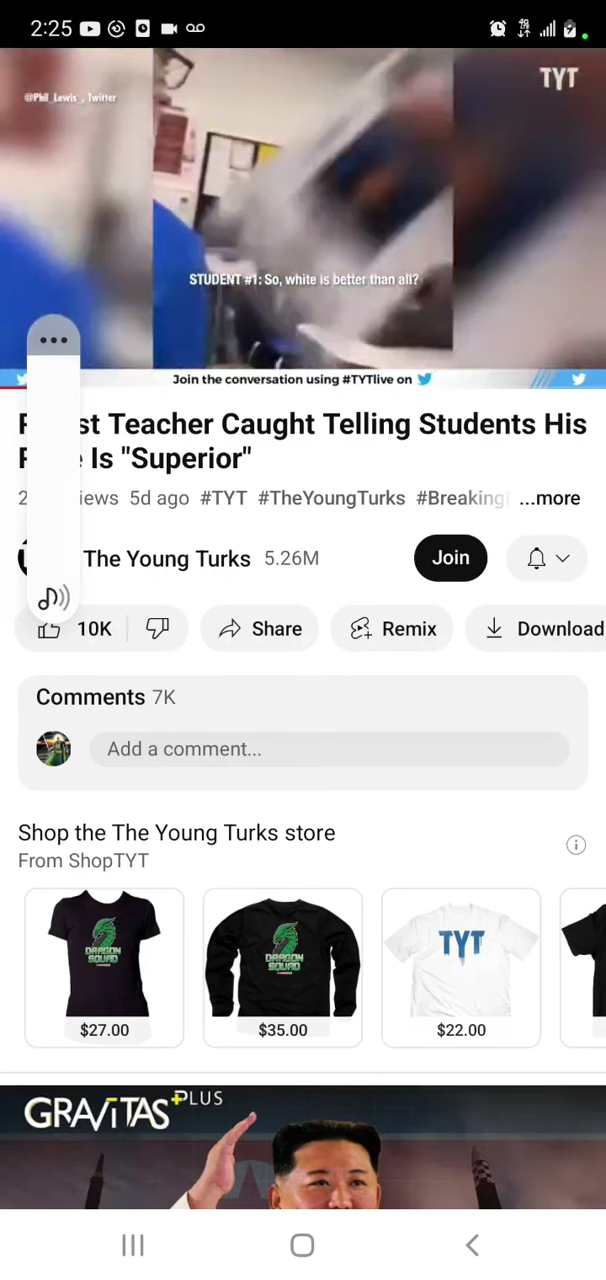 2:25
4G
@Phil_Lewis_, Twitter
TYT
STUDENT #1: So, white is better than all?
Join the conversation using #TYTlive on
st Teacher Caught Telling Students His
Is "Superior"
2 iews 5d ago #TYT #TheYoungTurks #Breaking ...more
The Young Turks 5.26M
Join
10K
Share
Remix
Download
Comments 7K
Add a comment...
Shop the The Young Turks store
From ShopTYT
DRAGON
SQUAD
DRAGON
SQUAD
TYT
$27.00
$35.00
$22.00
GRAVITAS PLUS